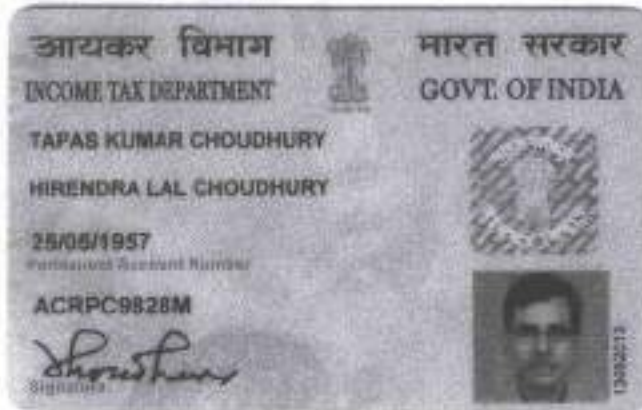 आयकर विभाग
भारत सरकार
INCOME TAX DEPARTMENT
GOVT. OF INDIA
TAPAS KUMAR CHOUDHURY
HIRENDRA LAL CHOUDHURY
25/05/1957
Permanent Account Number
ACRPC9828M
Signature